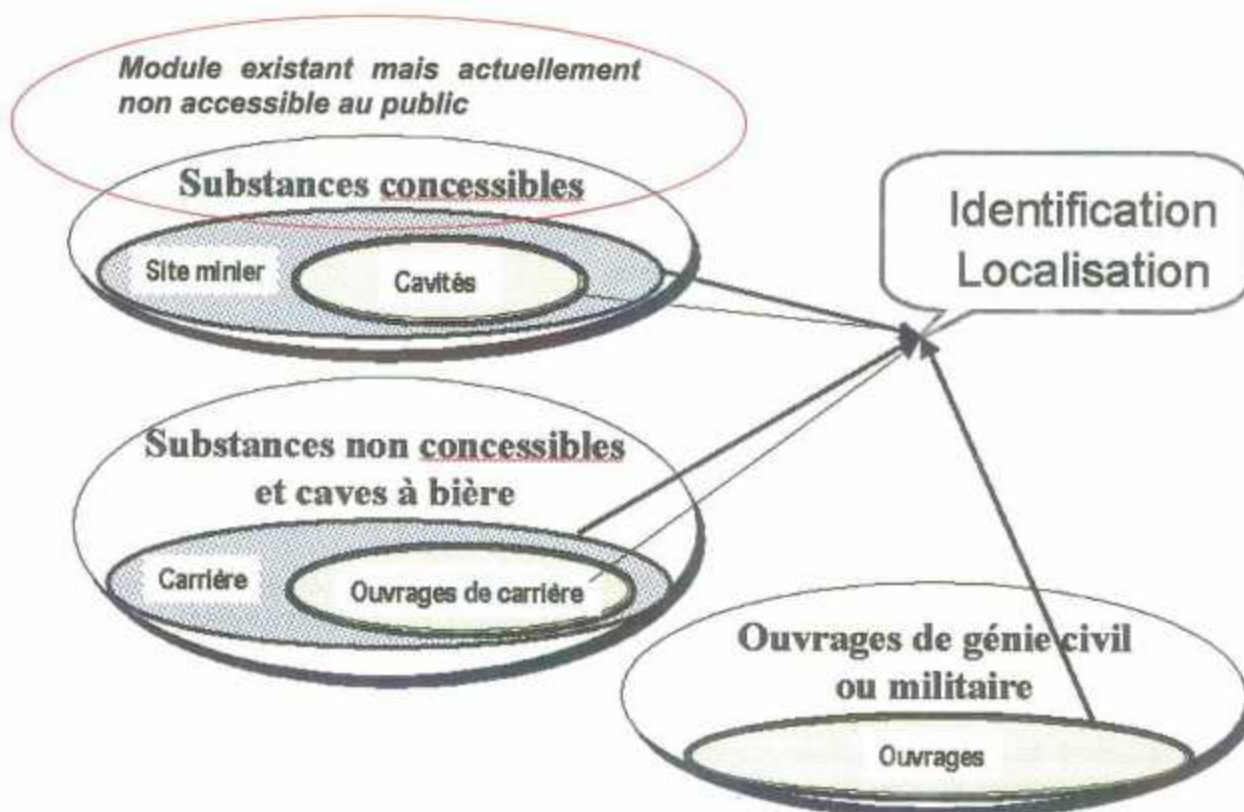 Module existant mais actuellement
non accessible au public
Substances concessibles
Site minier
Cavités
Identification
Localisation
Substances non concessibles
et caves à bière
Carrière
Ouvrages de carrière
Ouvrages de génie civil
ou militaire
Ouvrages